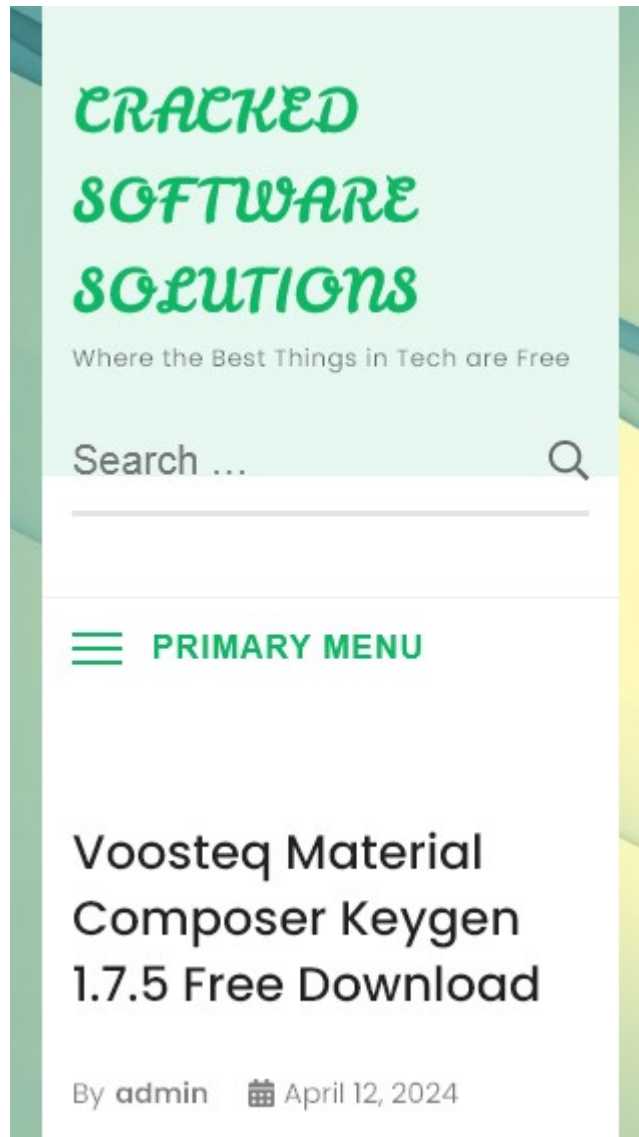 CRACKED
SOFTWARE
SOLUTIONS
Where the Best Things in Tech are Free
Search ...
PRIMARY MENU
Voosteq Material
Composer Keygen
1.7.5 Free Download
By admin April 12, 2024